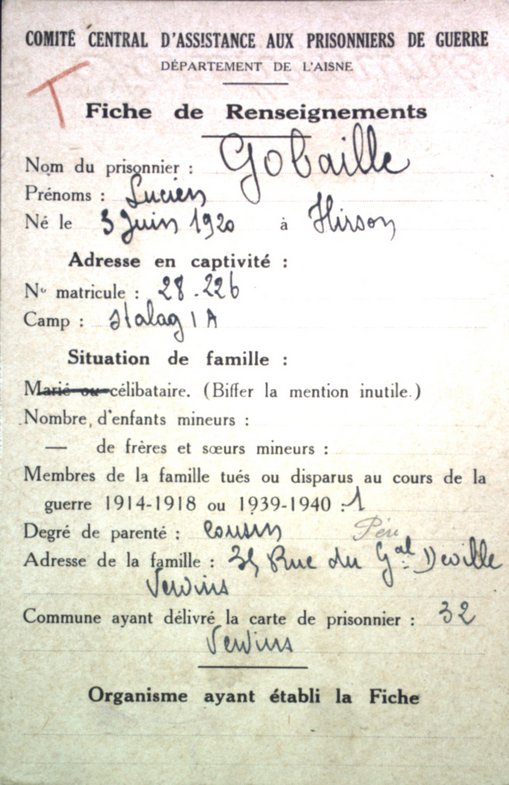 COMITÉ CENTRAL D'ASSISTANCE AUX PRISONNIERS DE GUERRE
DÉPARTEMENT DE L'AISNE
T
Fiche de Renseignements
Nom du prisonnier : Gobaille
Prénoms : Lucien
Né le 3 Juin 1920 à Hirson
Adresse en captivité :
No matricule : 28.226
Camp : Stalag I A
Situation de famille :
Marié ou célibataire. (Biffer la mention inutile.)
Nombre d'enfants mineurs :
— de frères et sœurs mineurs :
Membres de la famille tués ou disparus au cours de la
guerre 1914-1918 ou 1939-1940 : 1
Degré de parenté : cousin
Adresse de la famille : Rue du Gal Deville
Vervins
Commune ayant délivré la carte de prisonnier : 32
Vervins
Organisme ayant établi la Fiche